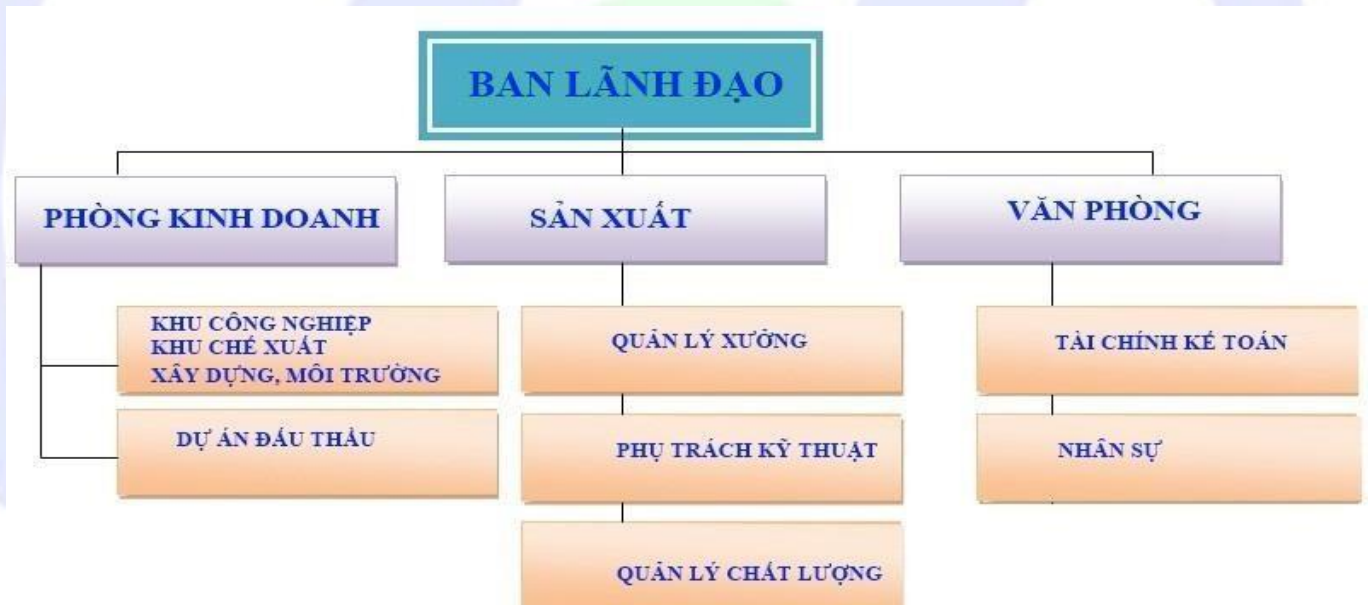 BAN LÃNH ĐẠO
PHÒNG KINH DOANH
SẢN XUẤT
VĂN PHÒNG
KHU CÔNG NGHIỆP
KHU CHẾ XUẤT
XÂY DỰNG, MÔI TRƯỜNG
DỰ ÁN ĐẤU THẦU
QUẢN LÝ XƯỞNG
PHỤ TRÁCH KỸ THUẬT
QUẢN LÝ CHẤT LƯỢNG
TÀI CHÍNH KẾ TOÁN
NHÂN SỰ